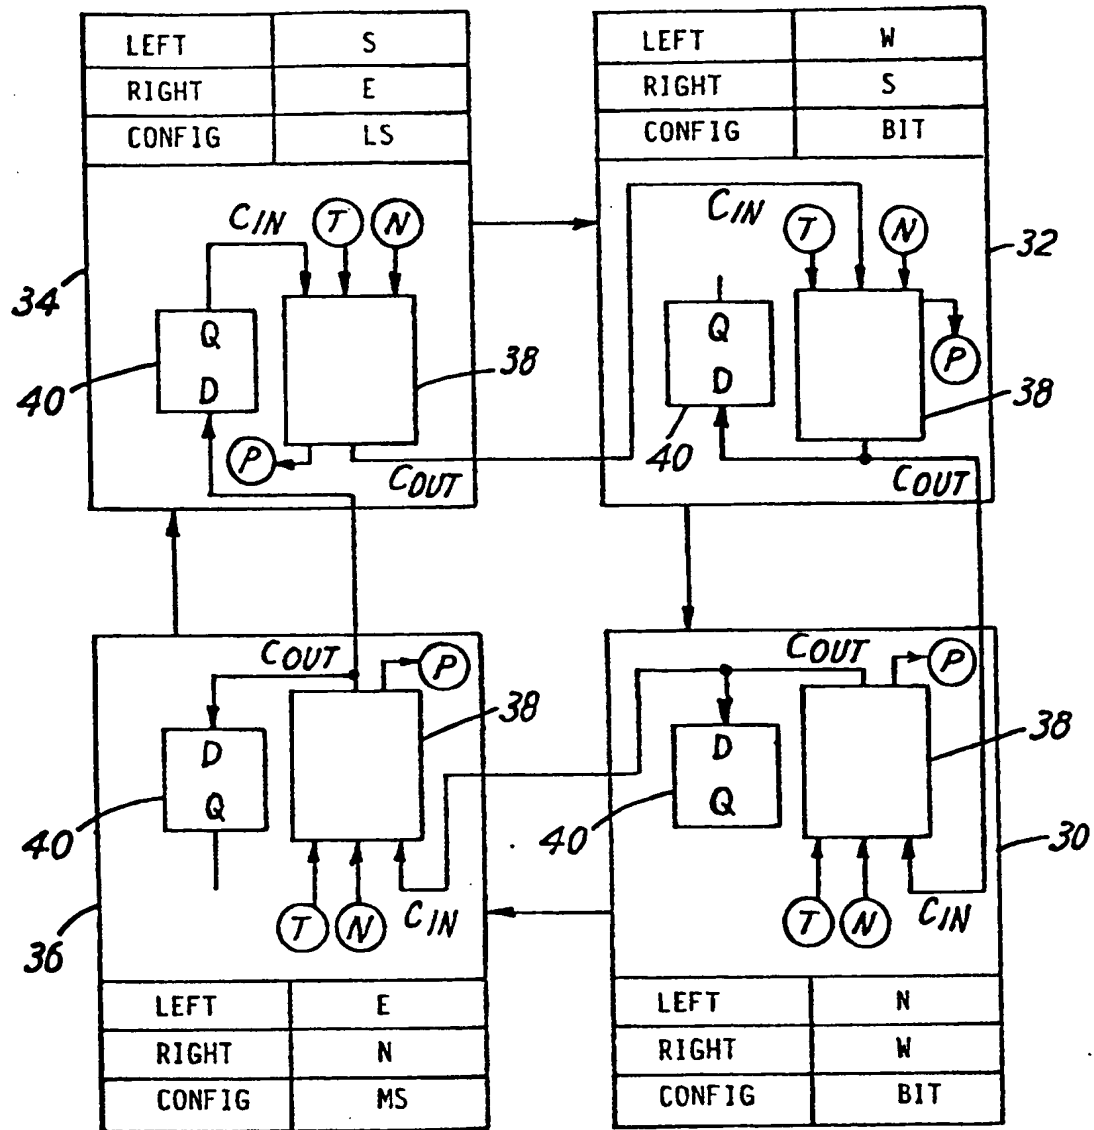 LEFT S
RIGHT E
CONFIG LS
CIN T N
34
Q
D
40
38
P
COUT
LEFT W
RIGHT S
CONFIG BIT
CIN
T N
32
Q
D
P
38
40
COUT
COUT P
38
D
Q
40
T N CIN
36
LEFT E
RIGHT N
CONFIG MS
COUT P
38
D
Q
40
30
T N CIN
LEFT N
RIGHT W
CONFIG BIT